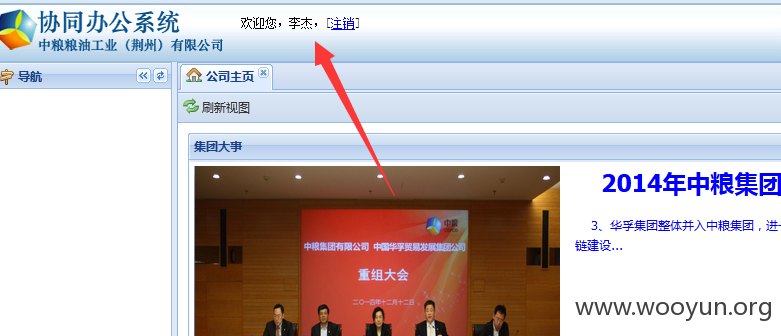 协同办公系统
中粮粮油工业（荆州）有限公司
欢迎您，李杰，[注销]
导航
公司主页
刷新视图
集团大事
2014年中粮集团
3、华孚集团整体并入中粮集团，进一
链建设...
中粮
中粮集团有限公司 中国华孚贸易发展集团公司
重组大会
二〇一四年十二月十二日
www.wooyun.org